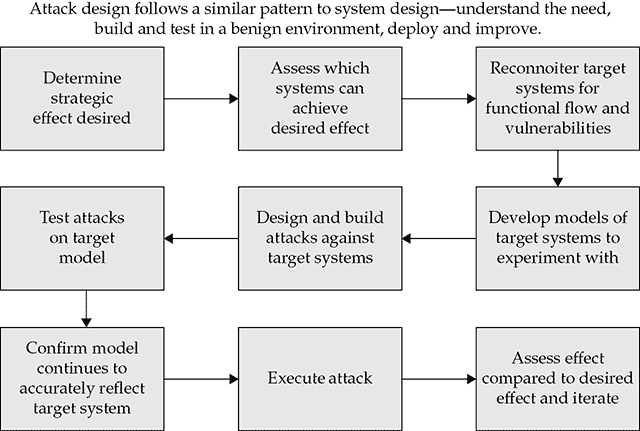 Attack design follows a similar pattern to system design—understand the need,
build and test in a benign environment, deploy and improve.
Determine
strategic
effect desired
Assess which
systems can
achieve
desired effect
Reconnoiter target
systems for
functional flow and
vulnerabilities
Test attacks
on target
model
Design and build
attacks against
target systems
Develop models of
target systems to
experiment with
Confirm model
continues to
accurately reflect
target system
Execute attack
Assess effect
compared to desired
effect and iterate